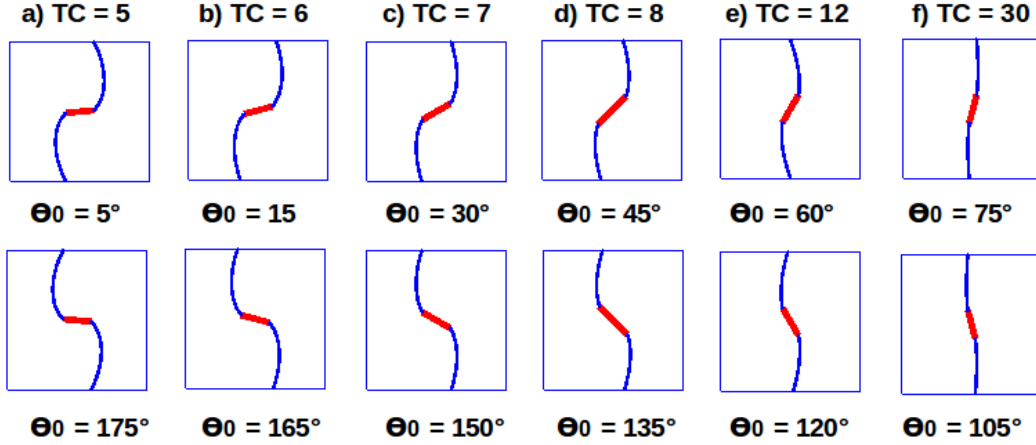 a) TC = 5 b) TC = 6 c) TC = 7 d) TC = 8 e) TC = 12 f) TC = 30
Θ0 = 5° Θ0 = 15 Θ0 = 30° Θ0 = 45° Θ0 = 60° Θ0 = 75°
Θ0 = 175° Θ0 = 165° Θ0 = 150° Θ0 = 135° Θ0 = 120° Θ0 = 105°